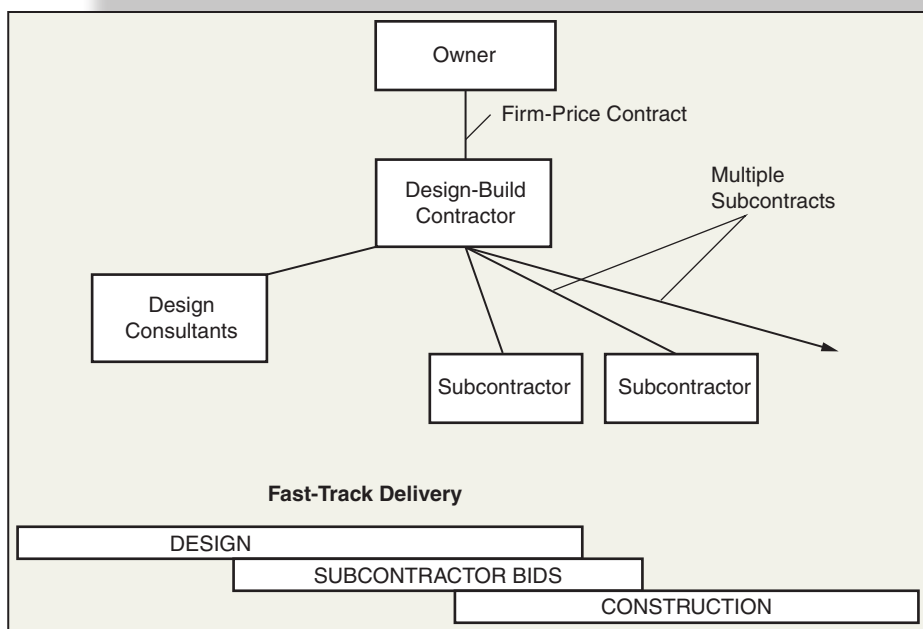 Owner
Firm-Price Contract
Design-Build
Contractor
Multiple
Subcontracts
Design
Consultants
Subcontractor
Subcontractor
Fast-Track Delivery
DESIGN
SUBCONTRACTOR BIDS
CONSTRUCTION